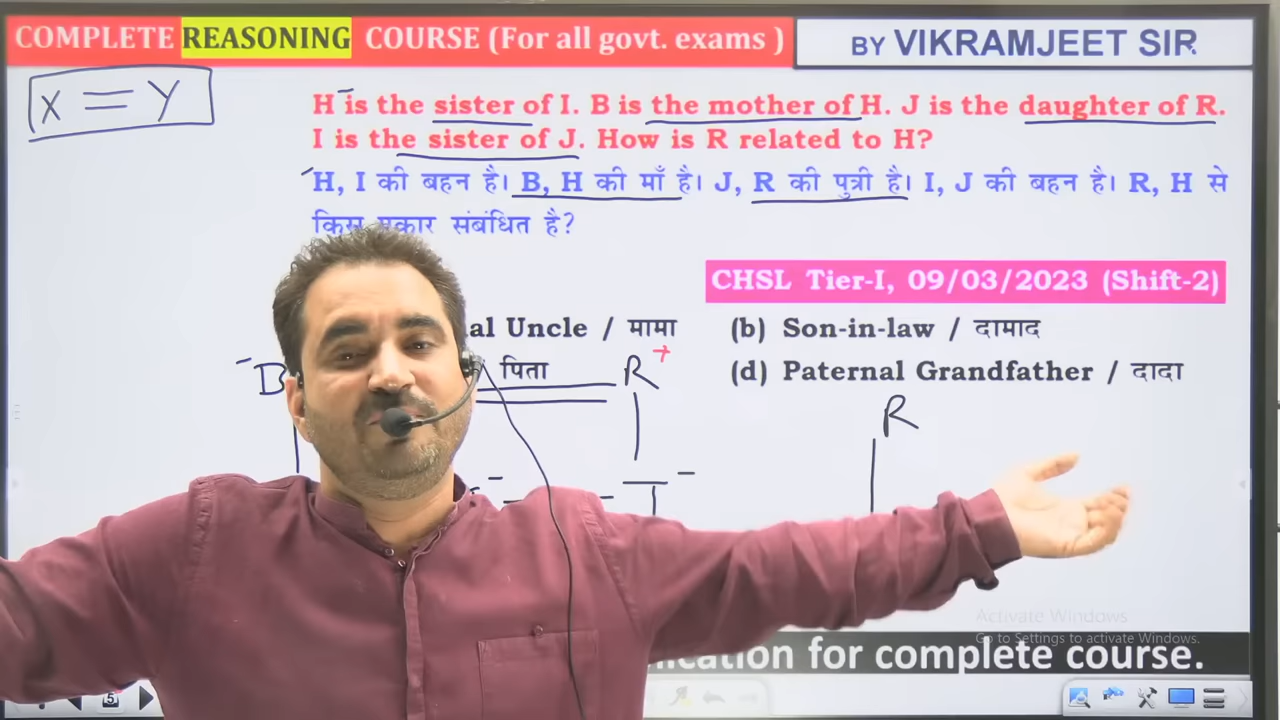 COMPLETE REASONING COURSE (For all govt. exams )
BY VIKRAMJEET SIR
X = Y
H is the sister of I. B is the mother of H. J is the daughter of R.
I is the sister of J. How is R related to H?
H, I की बहन है। B, H की माँ है। J, R की पुत्री है। I, J की बहन है। R, H से
किस प्रकार संबंधित है?
CHSL Tier-I, 09/03/2023 (Shift-2)
al Uncle / मामा
(b) Son-in-law / दामाद
पिता
(d) Paternal Grandfather / दादा
- B
R +
R
-
- -
Activate Windows
Go to Settings to activate Windows.
ication for complete course.
5